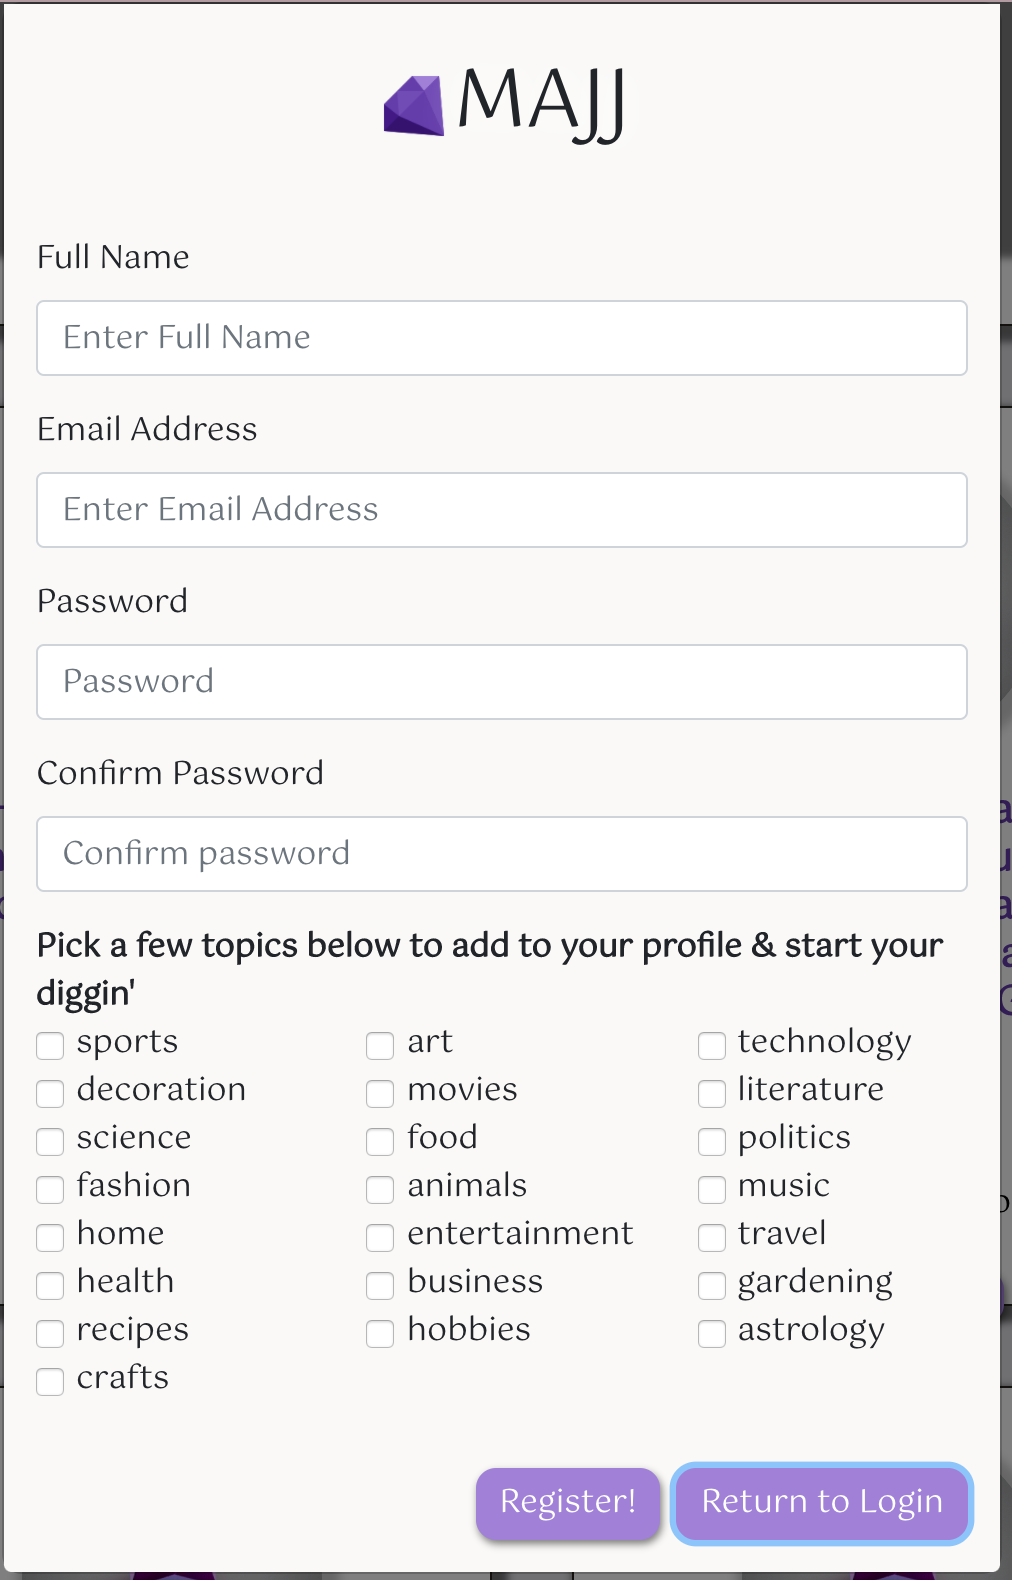 MAJJ
Full Name
Enter Full Name
Email Address
Enter Email Address
Password
Password
Confirm Password
Confirm password
Pick a few topics below to add to your profile & start your
diggin'
sports art technology
decoration movies literature
science food politics
fashion animals music
home entertainment travel
health business gardening
recipes hobbies astrology
crafts
Register! Return to Login